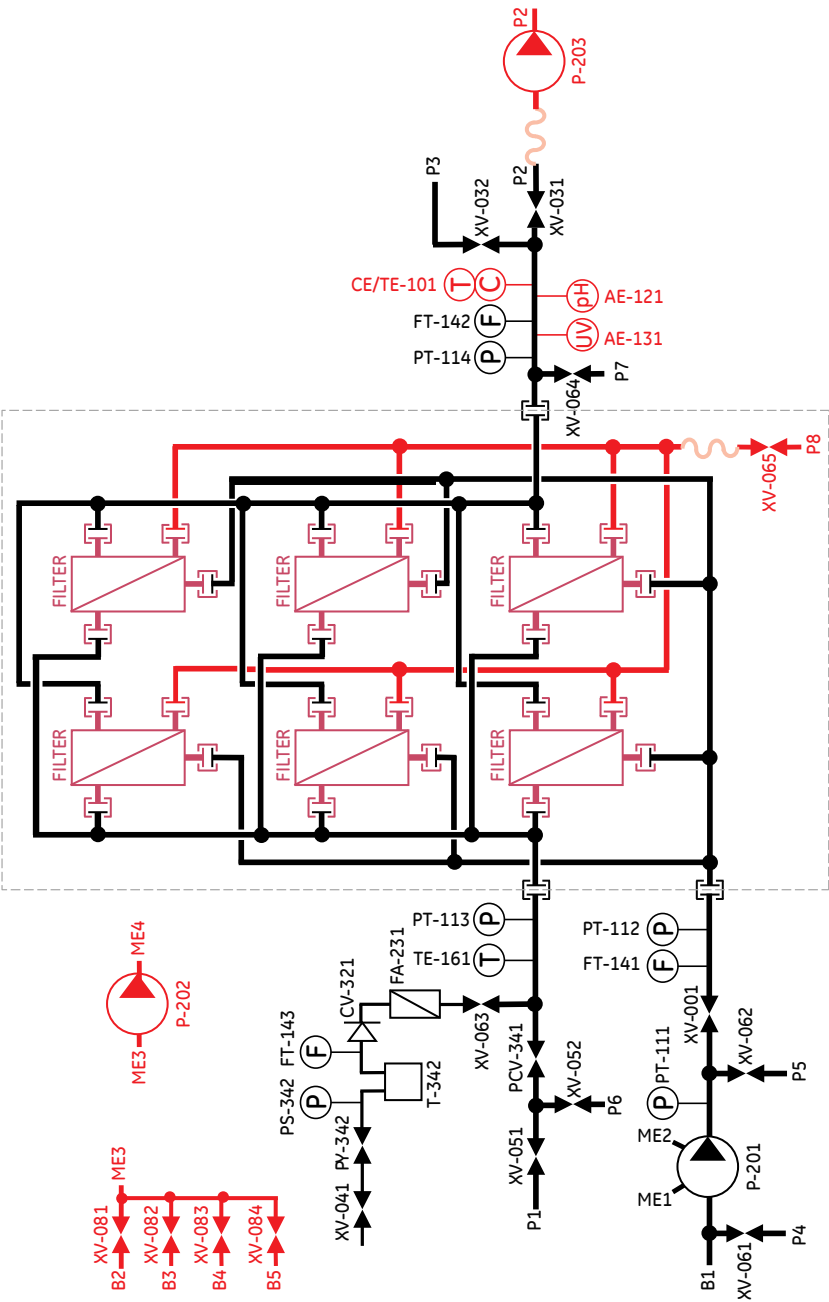 P2
P-203
P3
P2
XV-032
XV-031
CE/TE-101
T
C
pH
AE-121
FT-142
F
UV
AE-131
PT-114
P
P7
XV-064
P8
XV-065
FILTER
FILTER
FILTER
FILTER
FILTER
FILTER
PT-113
P
TE-161
T
PT-112
P
FT-141
F
FA-231
CV-321
FT-143
F
PS-342
P
T-342
PY-342
XV-041
XV-063
PCV-341
XV-052
P6
XV-051
P1
XV-001
XV-062
PT-111
P
P5
ME2
ME1
P-201
B1
XV-061
P4
ME4
P-202
ME3
ME3
XV-081
XV-082
XV-083
XV-084
B2
B3
B4
B5